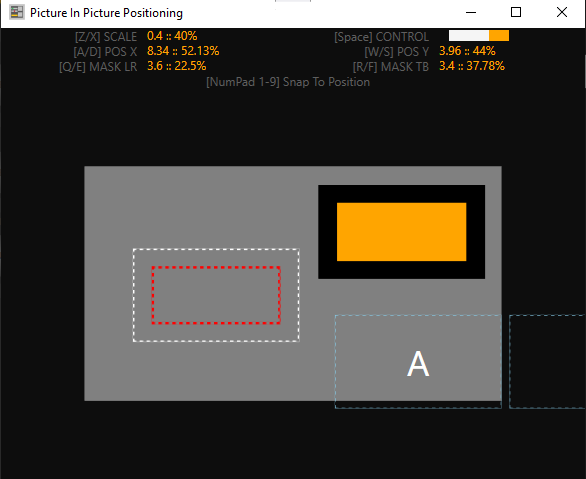 Picture In Picture Positioning
[Z/X] SCALE 0.4 :: 40% [Space] CONTROL
[A/D] POS X 8.34 :: 52.13% [W/S] POS Y 3.96 :: 44%
[Q/E] MASK LR 3.6 :: 22.5% [R/F] MASK TB 3.4 :: 37.78%
[NumPad 1-9] Snap To Position
A